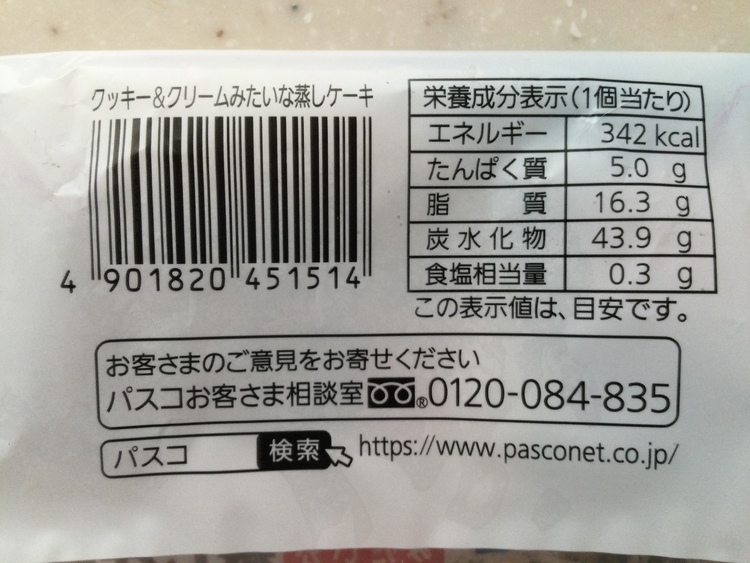 クッキー&クリームみたいな蒸しケーキ
4 901820 451514
栄養成分表示(1個当たり)
エネルギー 342 kcal
たんぱく質 5.0 g
脂質 16.3 g
炭水化物 43.9 g
食塩相当量 0.3 g
この表示値は、目安です。
お客さまのご意見をお寄せください
パスコお客さま相談室 ® 0120-084-835
パスコ 検索 https://www.pasconet.co.jp/